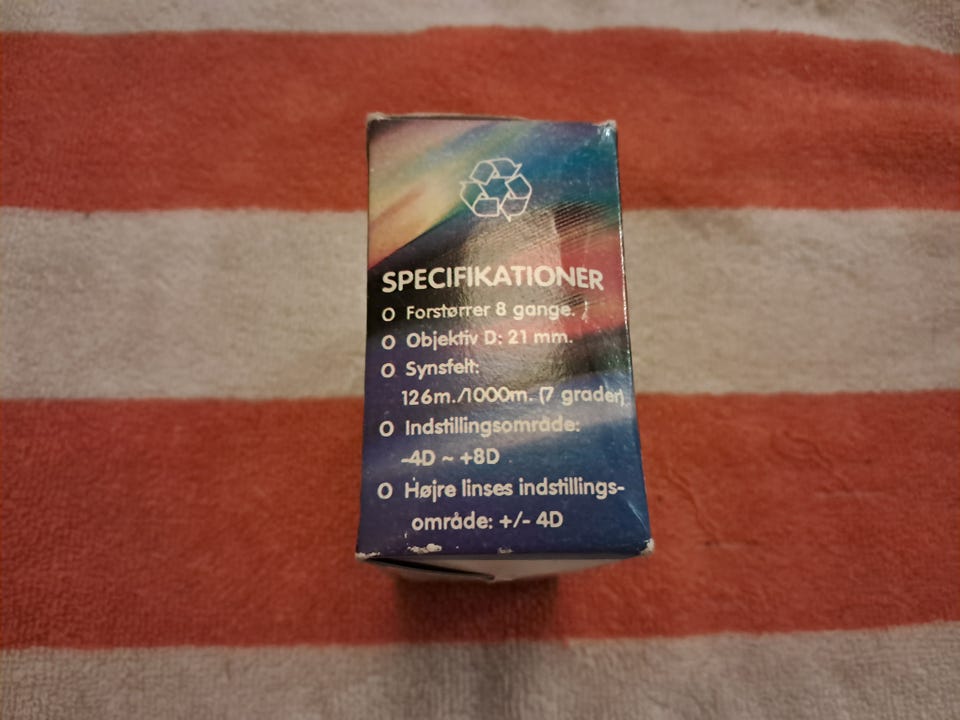 SPECIFIKATIONER
O Forstørrer 8 gange.
O Objektiv D: 21 mm.
O Synsfelt:
126m./1000m. (7 grader)
O Indstillingsområde:
-4D ~ +8D
O Højre linses indstillings-
område: +/- 4D